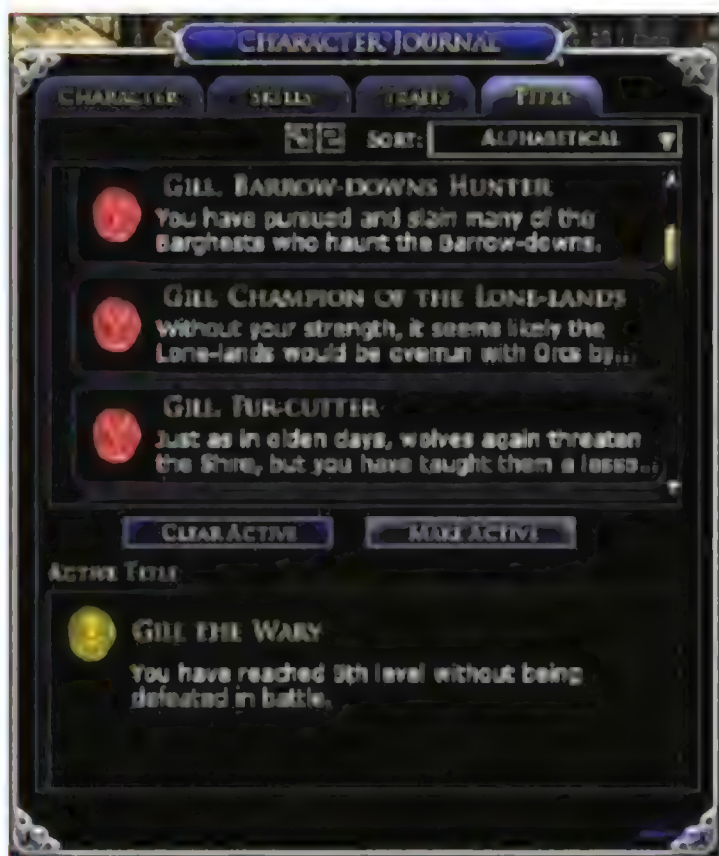 CHARACTER JOURNAL
CHARACTER SKILLS TRAITS TITLE
SORT: ALPHABETICAL
GILL, BARROW-DOWNS HUNTER
You have pursued and slain many of the
Barghests who haunt the Barrow-downs.
GILL CHAMPION OF THE LONE-LANDS
Without your strength, it seems likely the
Lone-lands would be overrun with Orcs by...
GILL, FUR-CUTTER
Just as in olden days, wolves again threaten
the Shire, but you have taught them a lesso...
CLEAR ACTIVE MAKE ACTIVE
ACTIVE TITLE
GILL THE WARY
You have reached level without being
defeated in battle.